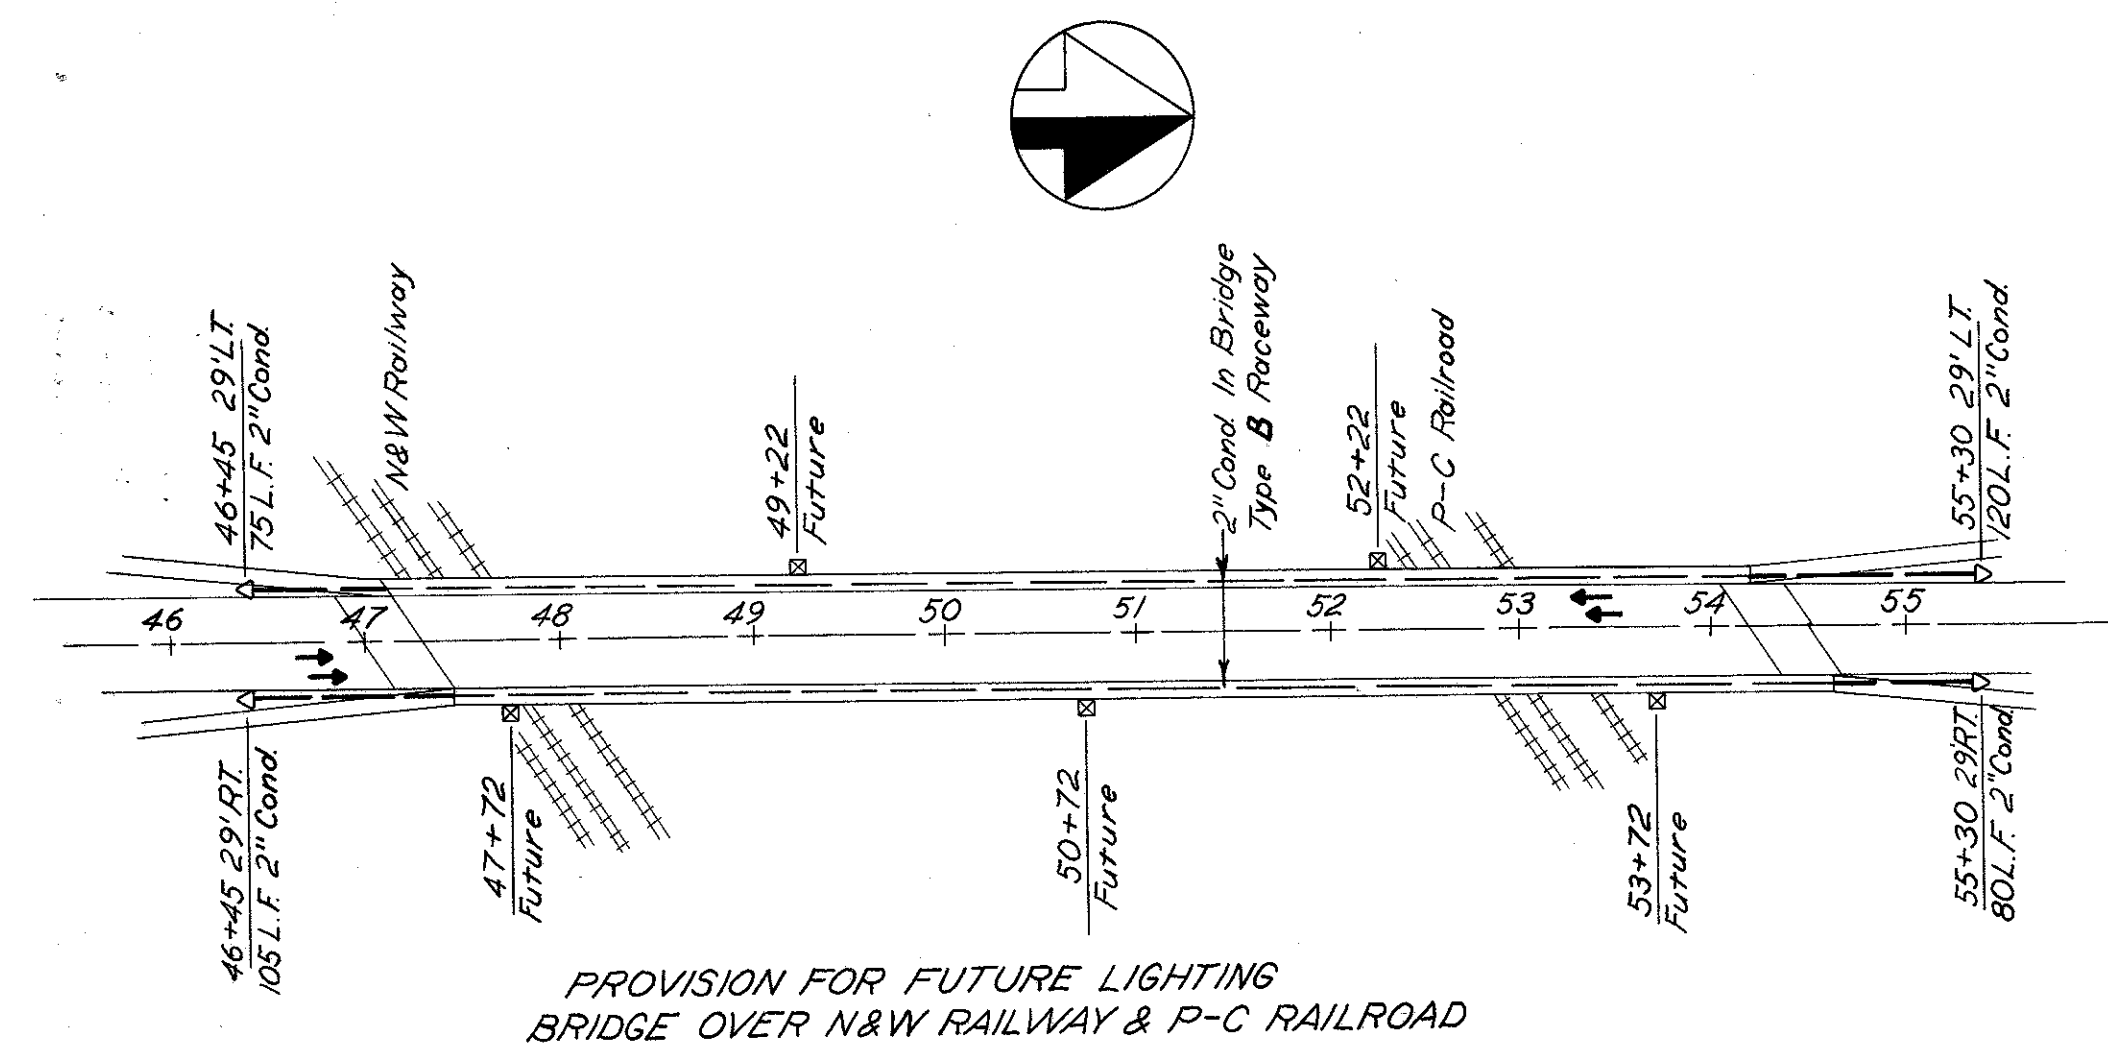 46+45 29' LT.
75 L.F. 2" Cond.
N&W Railway
49+22
Future
2" Cond. In Bridge
Type B Raceway
52+22
Future
P-C Railroad
55+30 29' LT.
120 L.F. 2" Cond.
46 47 48 49 50 51 52 53 54 55
46+45 29' RT.
105 L.F. 2" Cond.
47+72
Future
50+72
Future
53+72
Future
55+30 29' RT.
80 L.F. 2" Cond.
PROVISION FOR FUTURE LIGHTING
BRIDGE OVER N&W RAILWAY & P-C RAILROAD